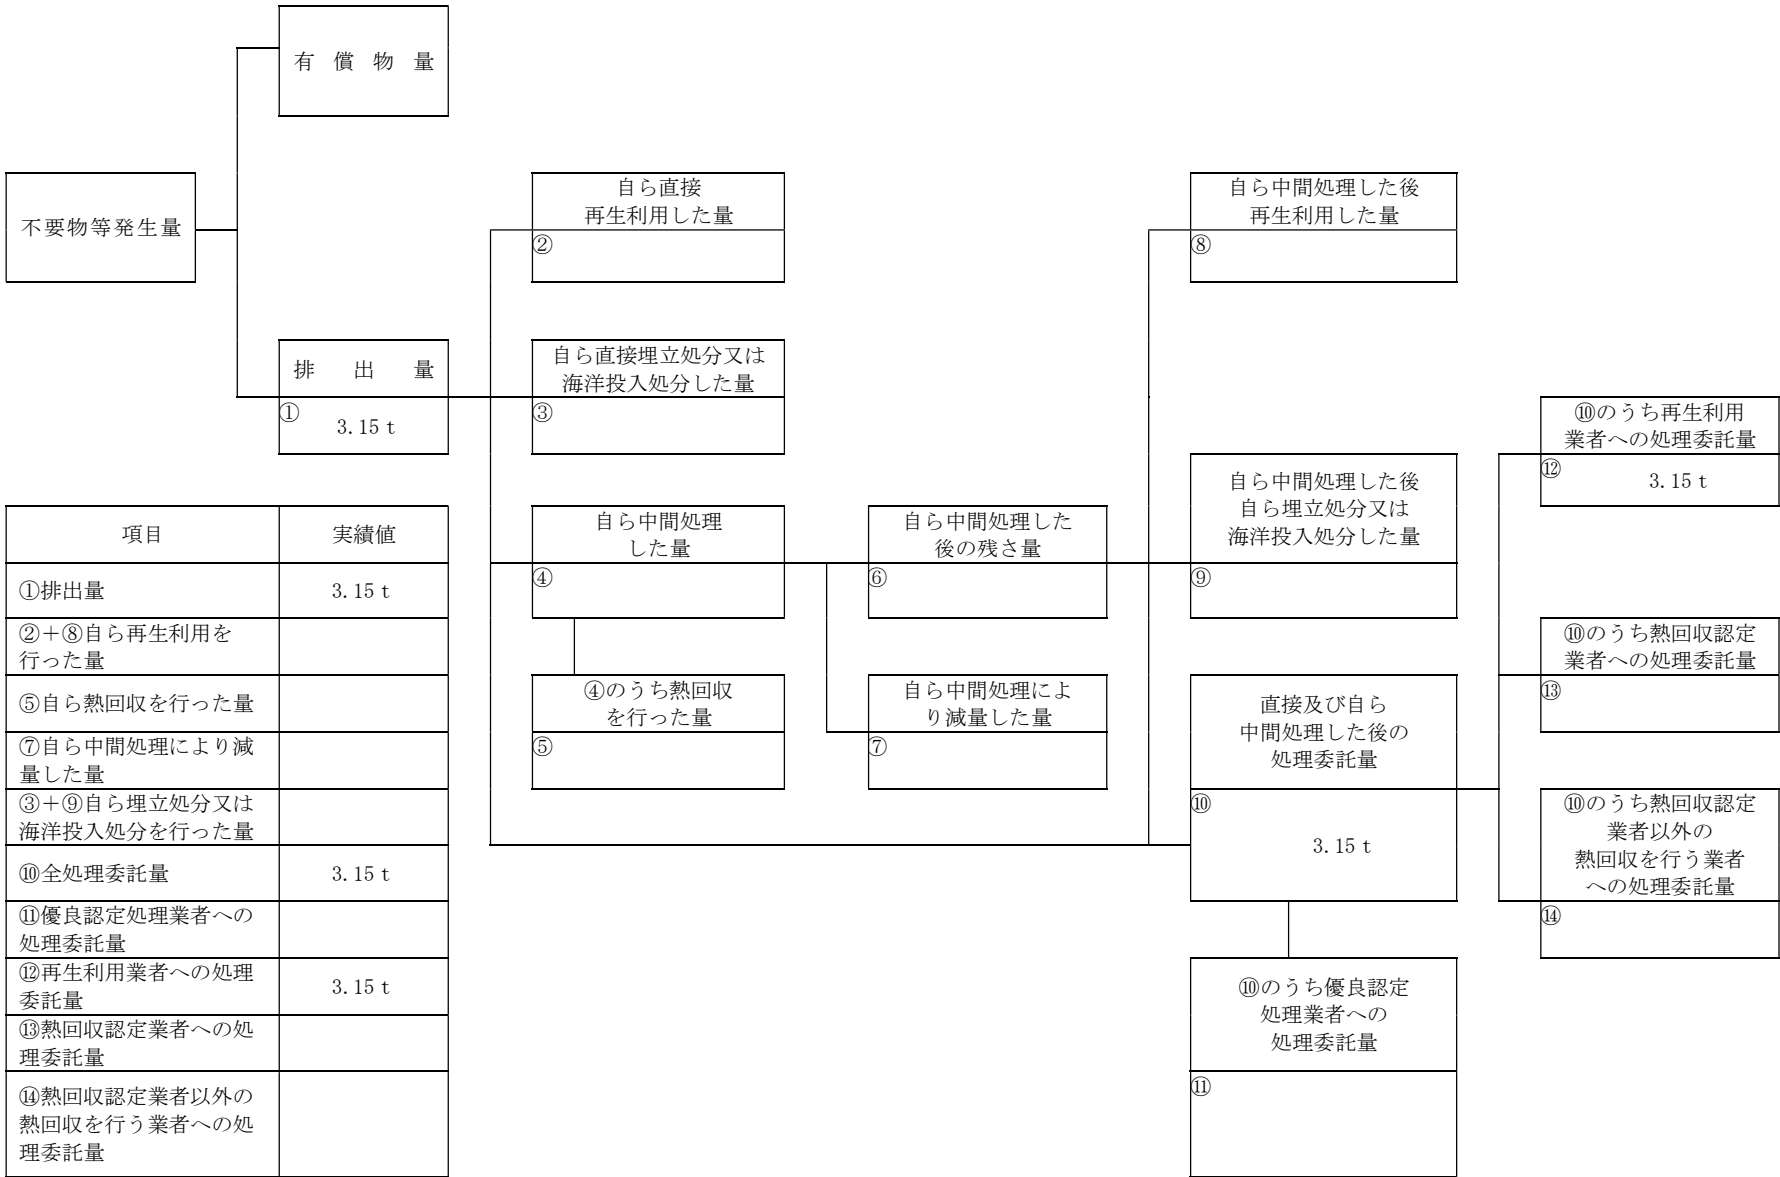 有償物量
不要物等発生量
排出量
①
3.15 t
自ら直接
再生利用した量
②
自ら直接埋立処分又は
海洋投入処分した量
③
自ら中間処理
した量
④
④のうち熱回収
を行った量
⑤
自ら中間処理した
後の残さ量
⑥
自ら中間処理によ
り減量した量
⑦
自ら中間処理した後
再生利用した量
⑧
自ら中間処理した後
自ら埋立処分又は
海洋投入処分した量
⑨
直接及び自ら
中間処理した後の
処理委託量
⑩
3.15 t
⑩のうち優良認定
処理業者への
処理委託量
⑪
⑩のうち再生利用
業者への処理委託量
⑫
3.15 t
⑩のうち熱回収認定
業者への処理委託量
⑬
⑩のうち熱回収認定
業者以外の
熱回収を行う業者
への処理委託量
⑭
項目 実績値
①排出量 3.15 t
②+⑧自ら再生利用を
行った量
⑤自ら熱回収を行った量
⑦自ら中間処理により減
量した量
③+⑨自ら埋立処分又は
海洋投入処分を行った量
⑩全処理委託量 3.15 t
⑪優良認定処理業者への
処理委託量
⑫再生利用業者への処理
委託量 3.15 t
⑬熱回収認定業者への処
理委託量
⑭熱回収認定業者以外の
熱回収を行う業者への処
理委託量